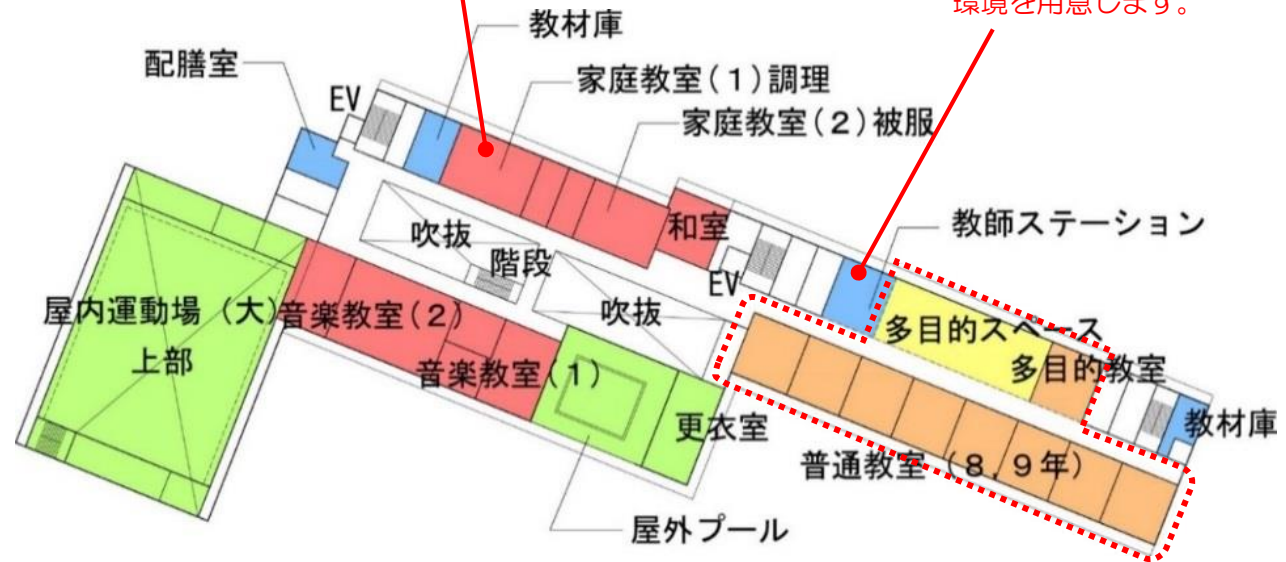 環境を用意します。
教材庫
配膳室
家庭教室(1)調理
EV
家庭教室(2)被服
和室
教師ステーション
吹抜
階段
EV
吹抜
屋内運動場 (大)
上部
音楽教室(2)
多目的スペース
多目的教室
音楽教室(1)
更衣室
教材庫
普通教室 (8,9年)
屋外プール